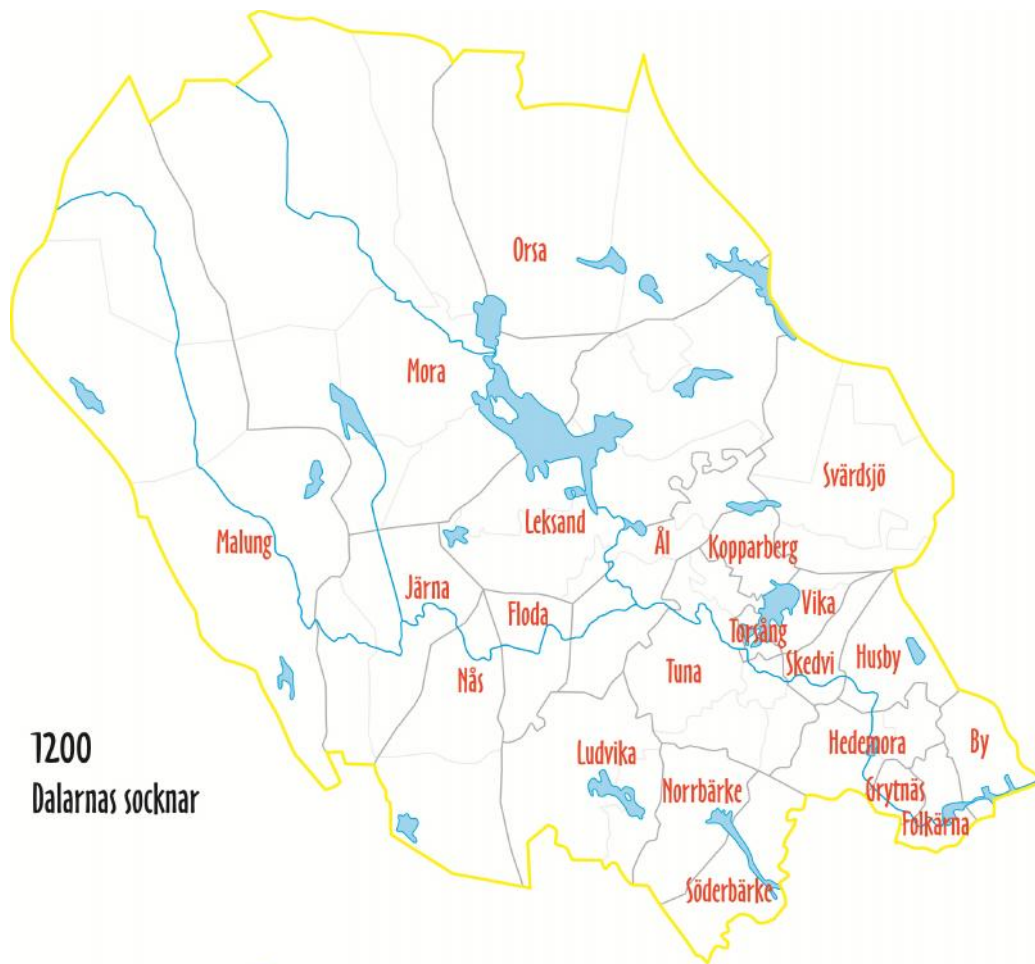 Orsa
Mora
Svärdsjö
Leksand
Malung
Ål
Kopparberg
Järna
Floda
Vika
Torsång
Skedvi
Husby
Nås
Tuna
Hedemora
By
Ludvika
Norrbärke
Grytnäs
Folkärna
Söderbärke
1200
Dalarnas socknar